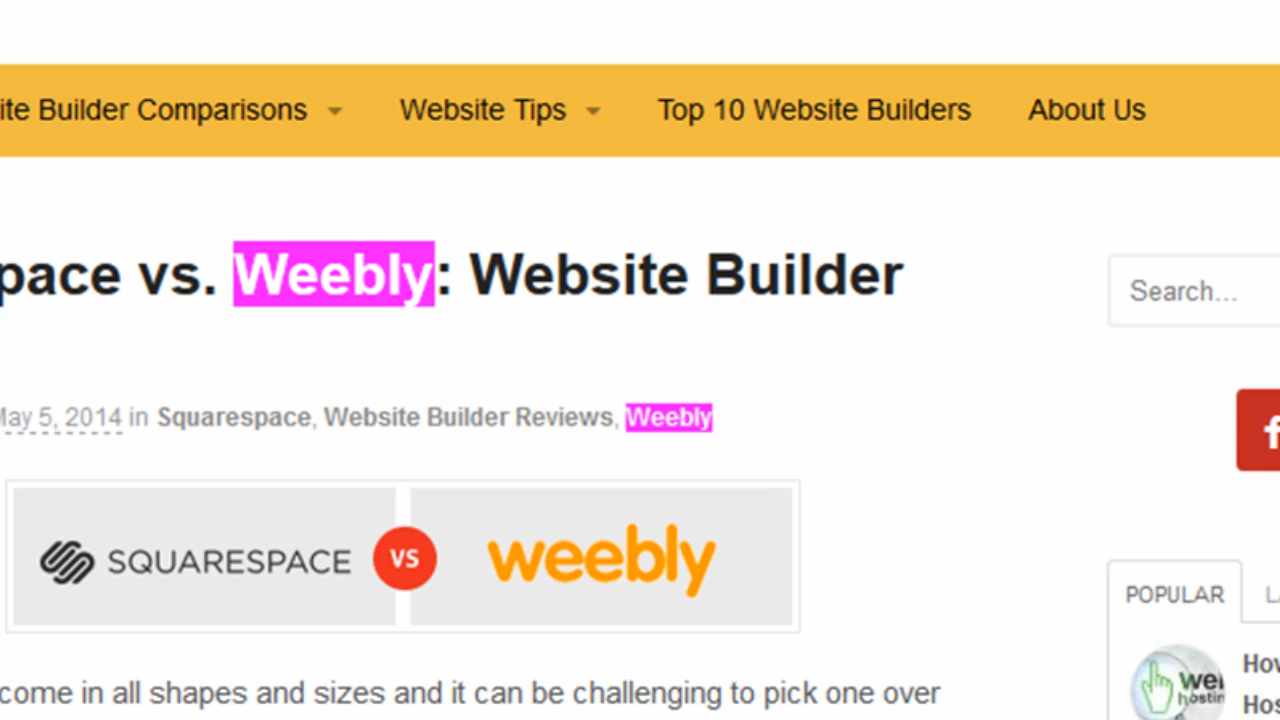 ite Builder Comparisons Website Tips Top 10 Website Builders About Us
pace vs. Weebly: Website Builder
Search...
May 5, 2014 in Squarespace, Website Builder Reviews, Weebly
f
SQUARESPACE VS weebly
POPULAR
How
come in all shapes and sizes and it can be challenging to pick one over
Hos